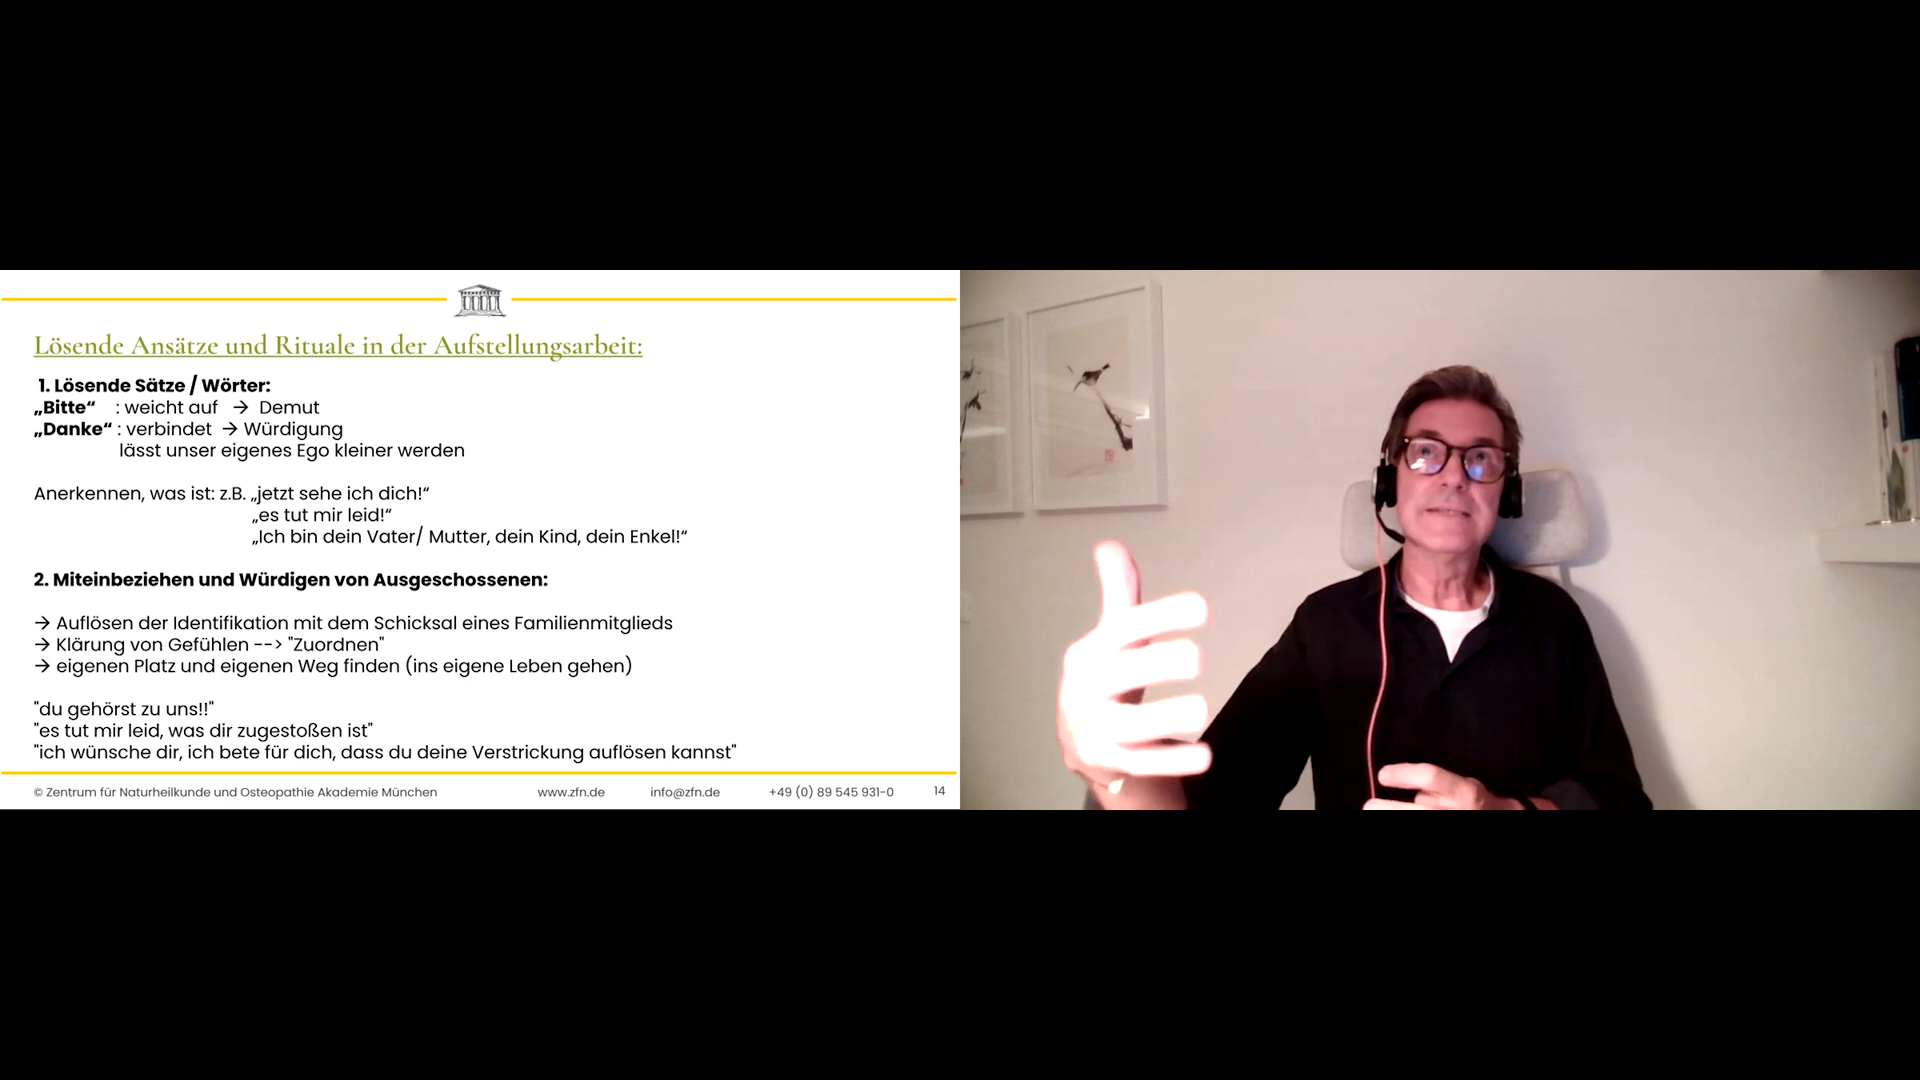 Lösende Ansätze und Rituale in der Aufstellungsarbeit:
1. Lösende Sätze / Wörter:
„Bitte“ : weicht auf → Demut
„Danke“ : verbindet → Würdigung
lässt unser eigenes Ego kleiner werden
Anerkennen, was ist: z.B. „jetzt sehe ich dich!“
„es tut mir leid!“
„Ich bin dein Vater/ Mutter, dein Kind, dein Enkel!“
2. Miteinbeziehen und Würdigen von Ausgeschossenen:
→ Auflösen der Identifikation mit dem Schicksal eines Familienmitglieds
→ Klärung von Gefühlen --> "Zuordnen"
→ eigenen Platz und eigenen Weg finden (ins eigene Leben gehen)
"du gehörst zu uns!!"
"es tut mir leid, was dir zugestoßen ist"
"ich wünsche dir, ich bete für dich, dass du deine Verstrickung auflösen kannst"
© Zentrum für Naturheilkunde und Osteopathie Akademie München www.zfn.de info@zfn.de +49 (0) 89 545 931-0 14